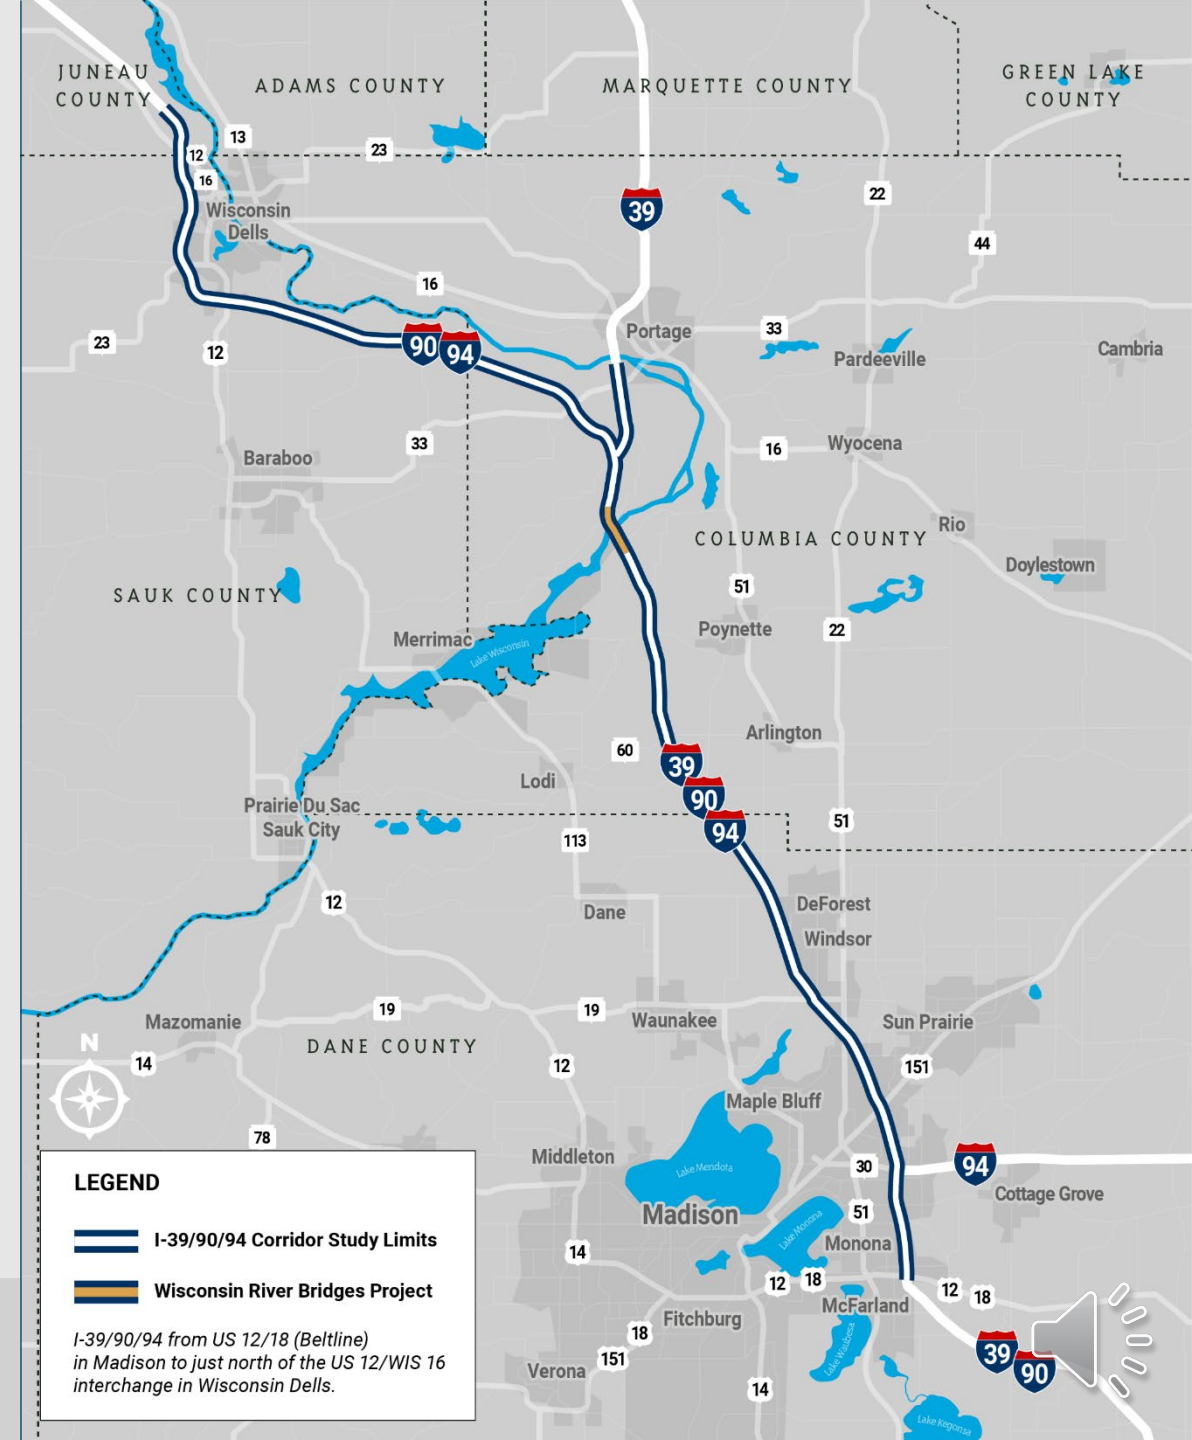 JUNEAU
COUNTY
ADAMS COUNTY
MARQUETTE COUNTY
GREEN LAKE
COUNTY
13
12
23
16
22
39
Wisconsin
Dells
44
16
33
Portage
23
12
90
94
Pardeeville
Cambria
33
16
Wyocena
Baraboo
Rio
COLUMBIA COUNTY
Doylestown
SAUK COUNTY
51
Merrimac
Lake Wisconsin
Poynette
22
Arlington
60
39
Lodi
90
Prairie Du Sac
Sauk City
94
51
113
12
Dane
DeForest
Windsor
19
19
Mazomanie
Waunakee
Sun Prairie
DANE COUNTY
N
14
12
151
Maple Bluff
78
Middleton
Lake Mendota
30
94
Cottage Grove
Madison
51
Lake Monona
Monona
14
12
18
12
18
McFarland
Fitchburg
18
Lake Waubesa
39
151
Verona
90
14
Lake Kegonsa
LEGEND
I-39/90/94 Corridor Study Limits
Wisconsin River Bridges Project
I-39/90/94 from US 12/18 (Beltline)
in Madison to just north of the US 12/WIS 16
interchange in Wisconsin Dells.